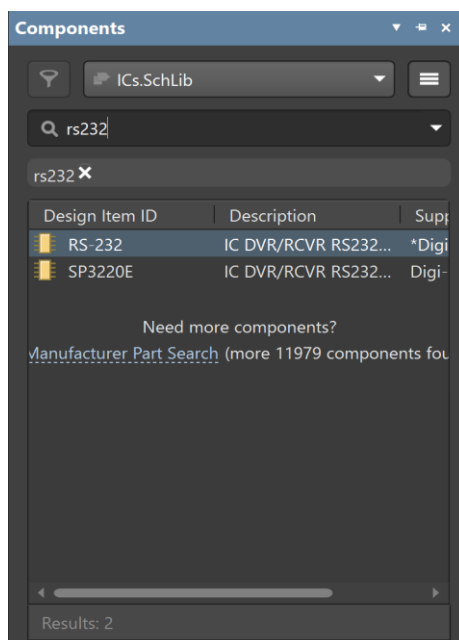 Components
ICs.SchLib
rs232
rs232
Design Item ID Description Supp
RS-232 IC DVR/RCVR RS232... *Digi
SP3220E IC DVR/RCVR RS232... Digi-
Need more components?
Manufacturer Part Search (more 11979 components fou
Results: 2